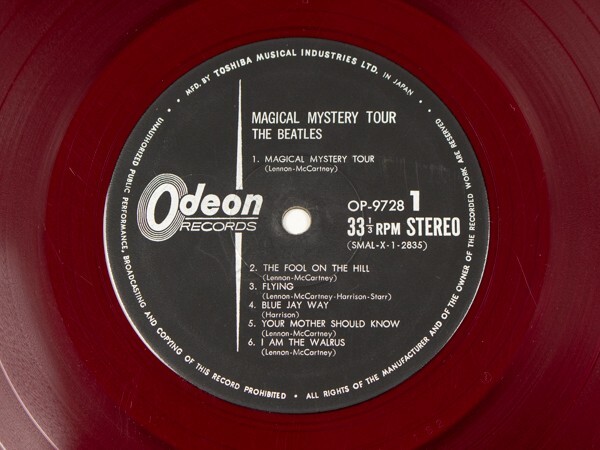 • MFD. BY TOSHIBA MUSICAL INDUSTRIES LTD. IN JAPAN •
MAGICAL MYSTERY TOUR
THE BEATLES
1. MAGICAL MYSTERY TOUR
(Lennon-McCartney)
Odeon
RECORDS
OP-9728 1
33 1/3 RPM STEREO
(SMAL-X-1-2835)
2. THE FOOL ON THE HILL
(Lennon-McCartney)
3. FLYING
(Lennon-McCartney-Harrison-Starr)
4. BLUE JAY WAY
(Harrison)
5. YOUR MOTHER SHOULD KNOW
(Lennon-McCartney)
6. I AM THE WALRUS
(Lennon-McCartney)
UNAUTHORIZED PUBLIC PERFORMANCE, BROADCASTING AND COPYING OF THIS RECORD PROHIBITED • ALL RIGHTS OF THE MANUFACTURER AND OF THE OWNER OF THE RECORDED WORK ARE RESERVED